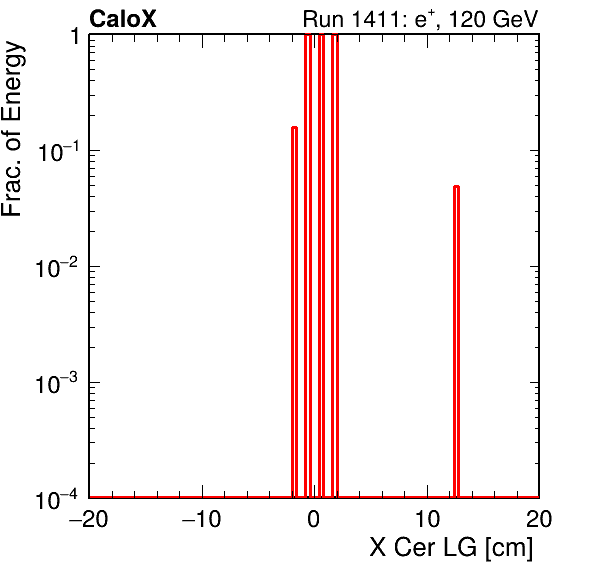 CaloX Run 1411: e⁺, 120 GeV
Frac. of Energy
1
10⁻¹
10⁻²
10⁻³
10⁻⁴
−20 −10 0 10 20
X Cer LG [cm]